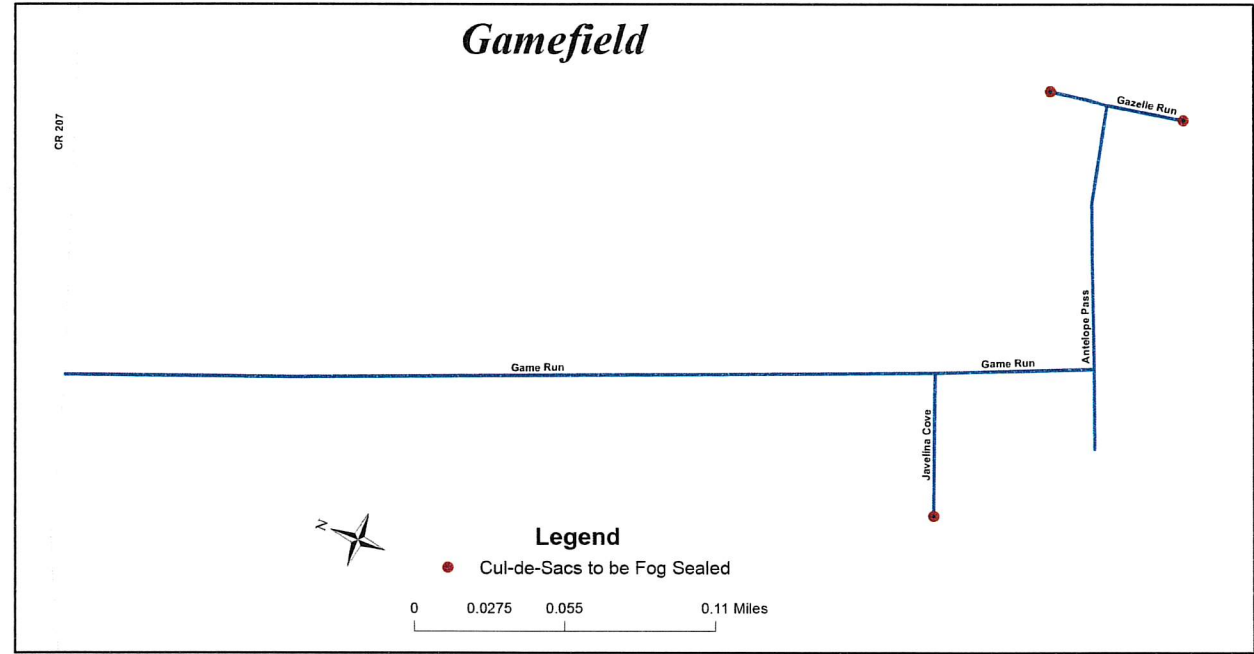 Gamefield
Gazelle Run
CR 207
Antelope Pass
Game Run
Game Run
Javelina Cove
N
Legend
Cul-de-Sacs to be Fog Sealed
0 0.0275 0.055 0.11 Miles